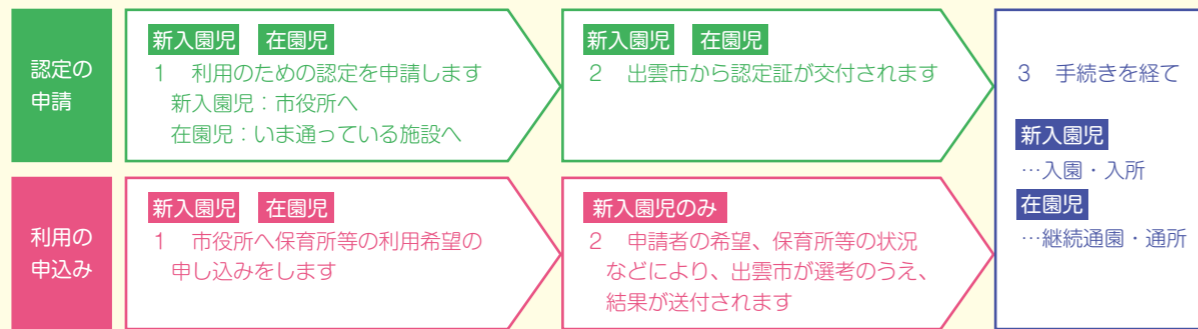 認定の
申請
新入園児 在園児
1 利用のための認定を申請します
新入園児：市役所へ
在園児：いま通っている施設へ
新入園児 在園児
2 出雲市から認定証が交付されます
利用の
申込み
新入園児 在園児
1 市役所へ保育所等の利用希望の
申し込みをします
新入園児のみ
2 申請者の希望、保育所等の状況
などにより、出雲市が選考のうえ、
結果が送付されます
3 手続きを経て
新入園児
…入園・入所
在園児
…継続通園・通所